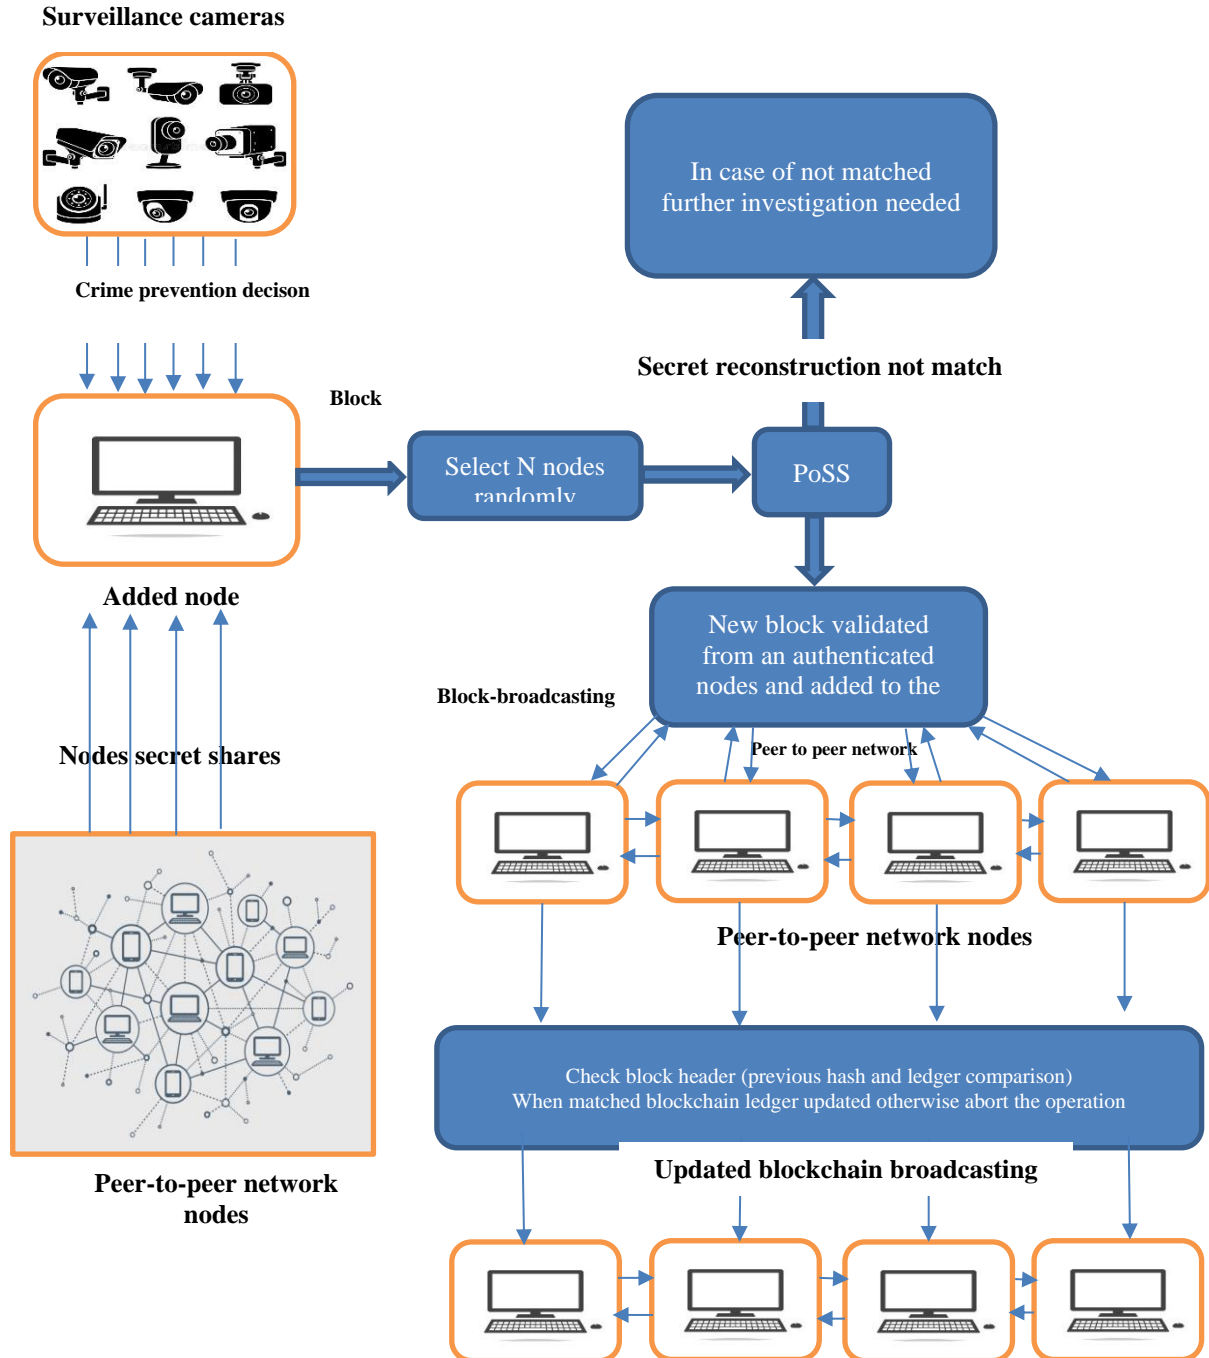 Surveillance cameras
Crime prevention decison
Added node
Nodes secret shares
Peer-to-peer network
nodes
Block
Select N nodes
randomly
PoSS
Secret reconstruction not match
In case of not matched
further investigation needed
New block validated
from an authenticated
nodes and added to the
Block-broadcasting
Peer to peer network
Peer-to-peer network nodes
Check block header (previous hash and ledger comparison)
When matched blockchain ledger updated otherwise abort the operation
Updated blockchain broadcasting